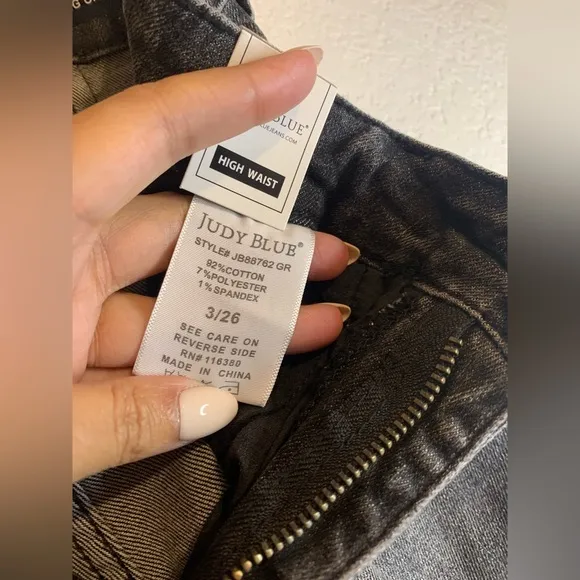 BLUE®
HIGH WAIST
JUDY BLUE®
STYLE# JB88762 GR
92%COTTON
7%POLYESTER
1%SPANDEX
3/26
SEE CARE ON
REVERSE SIDE
RN# 116380
MADE IN CHINA